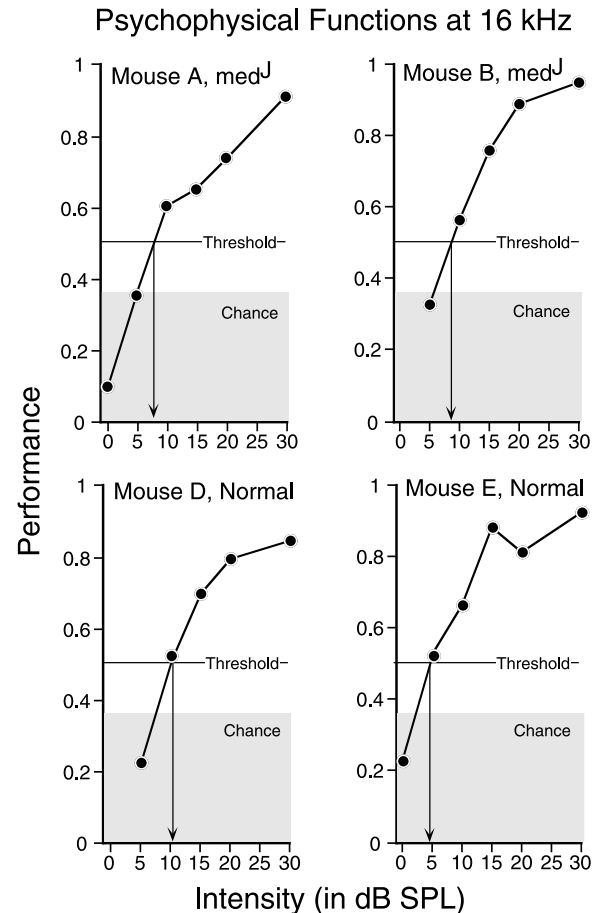 Psychophysical Functions at 16 kHz
Mouse A, medᴶ
1
0.8
0.6
0.4
0.2
0
Threshold
Chance
0 5 10 15 20 25 30
Mouse B, medᴶ
1
0.8
0.6
0.4
0.2
0
Threshold
Chance
0 5 10 15 20 25 30
Performance
Mouse D, Normal
1
0.8
0.6
0.4
0.2
0
Threshold
Chance
0 5 10 15 20 25 30
Mouse E, Normal
1
0.8
0.6
0.4
0.2
0
Threshold
Chance
0 5 10 15 20 25 30
Intensity (in dB SPL)